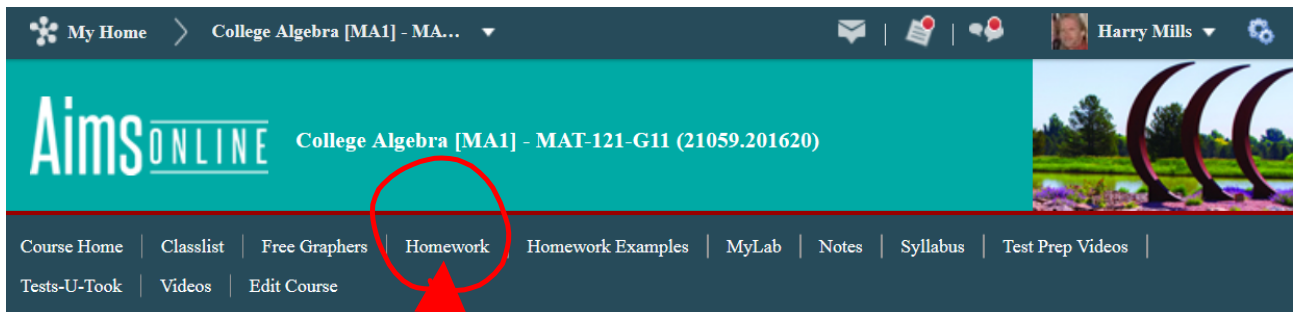 My Home College Algebra [MA1] - MA... Harry Mills
Aims ONLINE College Algebra [MA1] - MAT-121-G11 (21059.201620)
Course Home Classlist Free Graphers Homework Homework Examples MyLab Notes Syllabus Test Prep Videos
Tests-U-Took Videos Edit Course